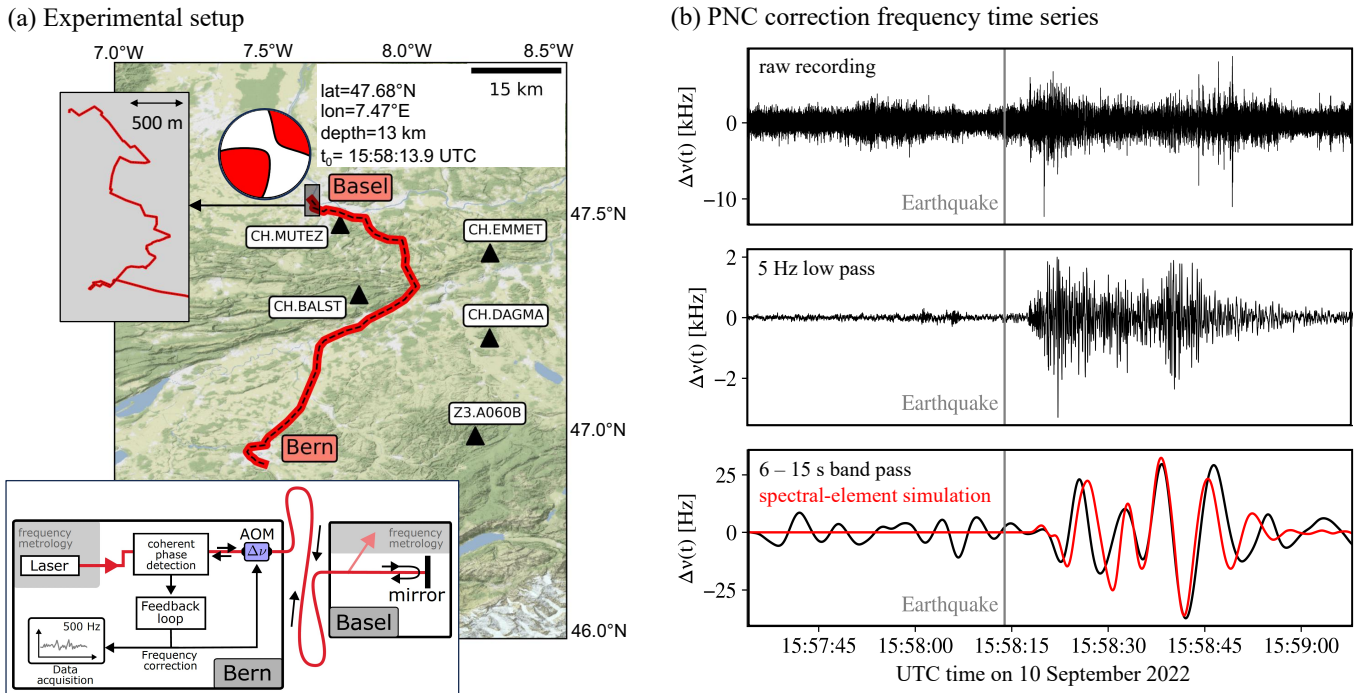 (a) Experimental setup
7.0°W
7.5°W
8.0°W
8.5°W
500 m
lat=47.68°N
lon=7.47°E
depth=13 km
t₀= 15:58:13.9 UTC
15 km
Basel
CH.MUTEZ
CH.EMMET
47.5°N
CH.BALST
CH.DAGMA
Z3.A060B
47.0°N
Bern
46.0°N
frequency
metrology
Laser
coherent
phase
detection
AOM
Δν
Feedback
loop
500 Hz
Data
acquisition
Frequency
correction
Bern
frequency
metrology
mirror
Basel
(b) PNC correction frequency time series
raw recording
Δν(t) [kHz]
0
−10
Earthquake
5 Hz low pass
Δν(t) [kHz]
2
0
−2
Earthquake
6 – 15 s band pass
spectral-element simulation
Δν(t) [Hz]
25
0
−25
Earthquake
15:57:45
15:58:00
15:58:15
15:58:30
15:58:45
15:59:00
UTC time on 10 September 2022